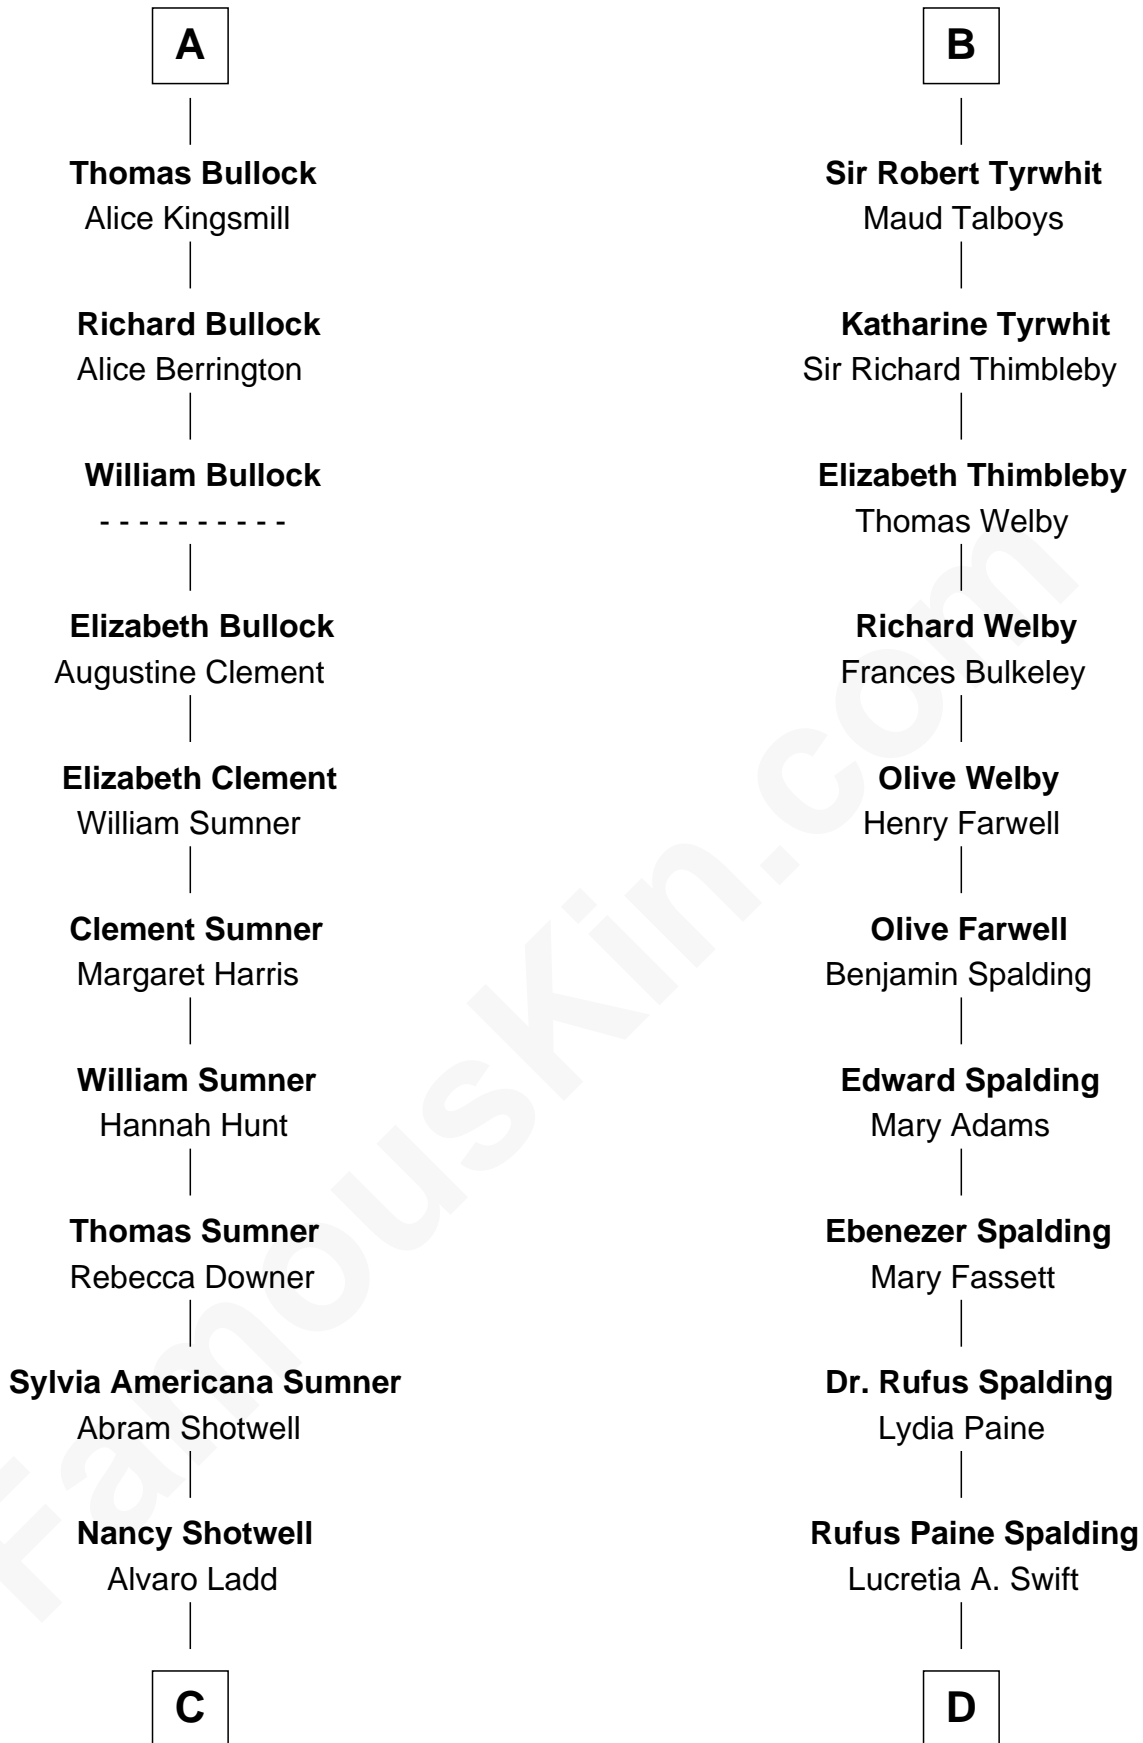 A
Thomas Bullock
Alice Kingsmill
Richard Bullock
Alice Berrington
William Bullock
- - - - - - - - - -
Elizabeth Bullock
Augustine Clement
Elizabeth Clement
William Sumner
Clement Sumner
Margaret Harris
William Sumner
Hannah Hunt
Thomas Sumner
Rebecca Downer
Sylvia Americana Sumner
Abram Shotwell
Nancy Shotwell
Alvaro Ladd
C
B
Sir Robert Tyrwhit
Maud Talboys
Katharine Tyrwhit
Sir Richard Thimbleby
Elizabeth Thimbleby
Thomas Welby
Richard Welby
Frances Bulkeley
Olive Welby
Henry Farwell
Olive Farwell
Benjamin Spalding
Edward Spalding
Mary Adams
Ebenezer Spalding
Mary Fassett
Dr. Rufus Spalding
Lydia Paine
Rufus Paine Spalding
Lucretia A. Swift
D
FamousKin.com